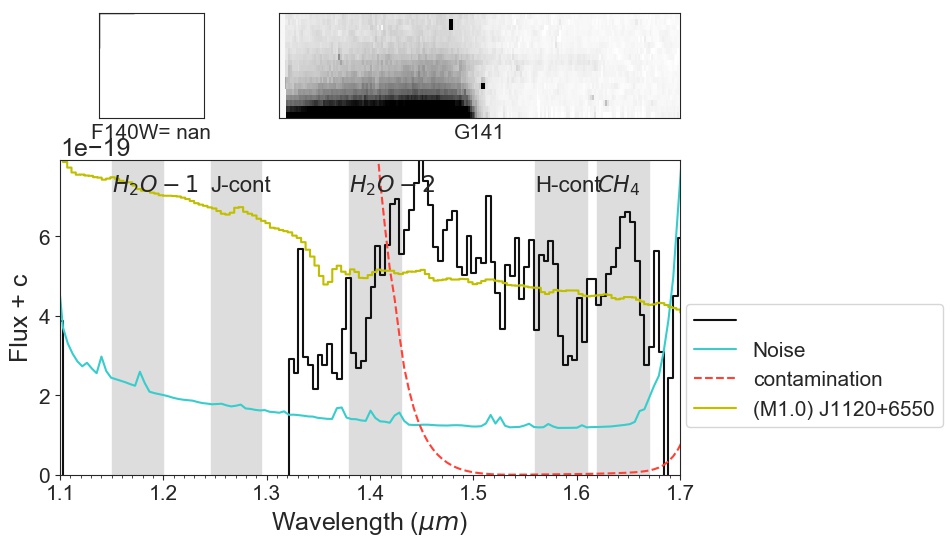 F140W= nan
G141
1e−19
H₂O − 1
J-cont
H₂O − 2
H-cont
CH₄
6
4
2
0
Flux + c
1.1
1.2
1.3
1.4
1.5
1.6
1.7
Wavelength (μm)
Noise
contamination
(M1.0) J1120+6550